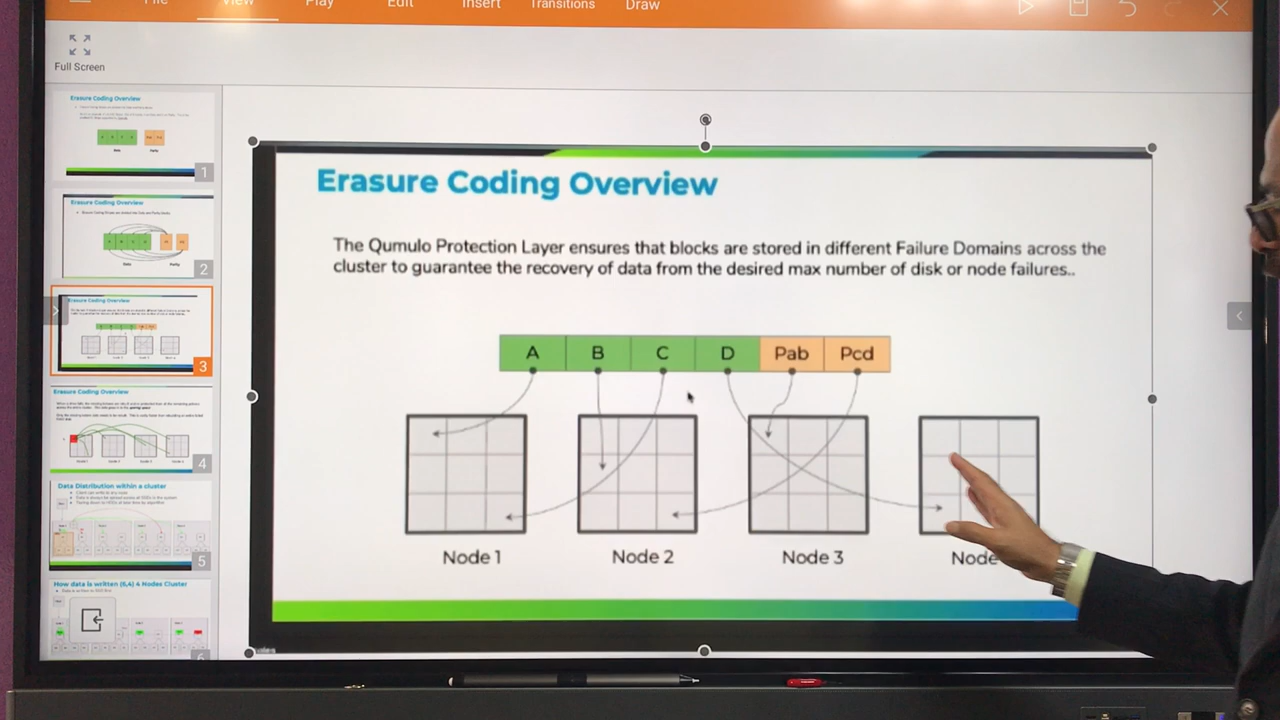 File View Play Edit Insert Transitions Draw
Full Screen
Erasure Coding Overview
1
Erasure Coding Overview
2
Erasure Coding Overview
3
Erasure Coding Overview
4
Data Distribution within a cluster
5
How data is written (6,4) 4 Nodes Cluster
6
Erasure Coding Overview
The Qumulo Protection Layer ensures that blocks are stored in different Failure Domains across the
cluster to guarantee the recovery of data from the desired max number of disk or node failures..
A B C D Pab Pcd
Node 1 Node 2 Node 3 Node